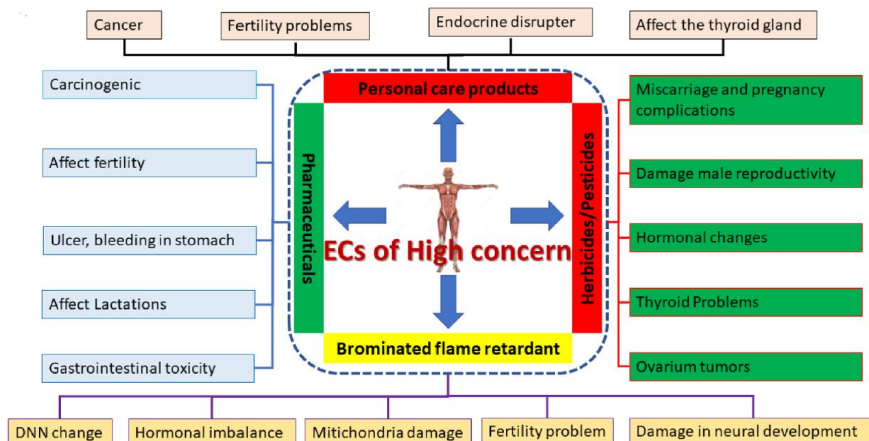 Cancer
Fertility problems
Endocrine disrupter
Affect the thyroid gland
Personal care products
Carcinogenic
Affect fertility
Ulcer, bleeding in stomach
Affect Lactations
Gastrointestinal toxicity
Pharmaceuticals
ECs of High concern
Herbicides/Pesticides
Miscarriage and pregnancy
complications
Damage male reproductivity
Hormonal changes
Thyroid Problems
Ovarium tumors
Brominated flame retardant
DNN change
Hormonal imbalance
Mitichondria damage
Fertility problem
Damage in neural development